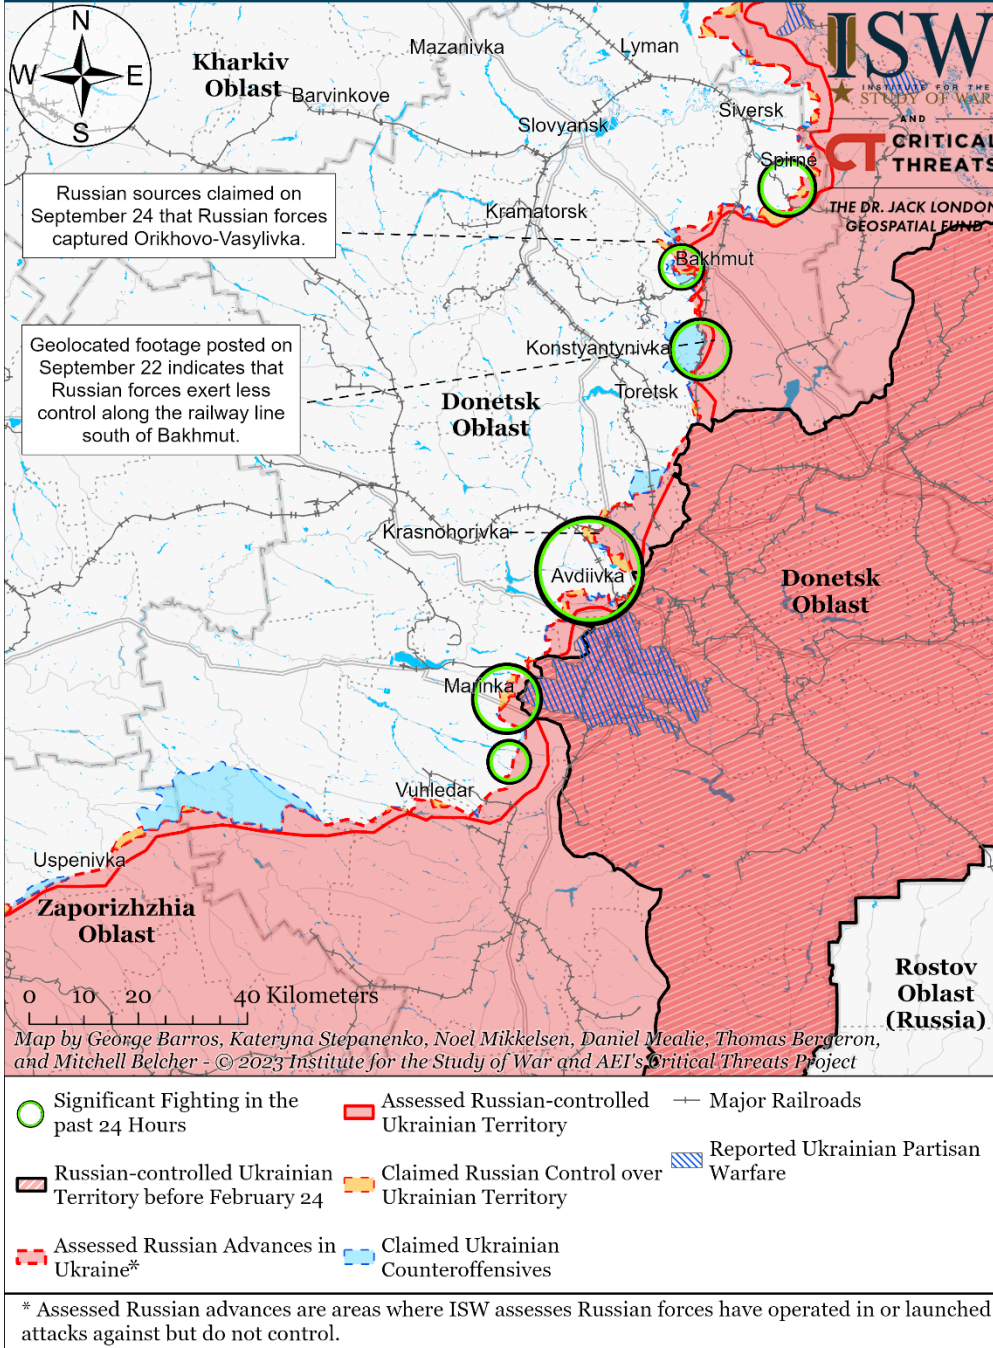 N
W
E
S
Kharkiv
Oblast
Mazanivka
Lyman
Barvinkove
Slovyansk
Siversk
ISW
INSTITUTE FOR THE
STUDY OF WAR
AND
CT CRITICAL
THREATS
THE DR. JACK LONDON
GEOSPATIAL FUND
Spirne
Russian sources claimed on
September 24 that Russian forces
captured Orikhovo-Vasylivka.
Kramatorsk
Bakhmut
Geolocated footage posted on
September 22 indicates that
Russian forces exert less
control along the railway line
south of Bakhmut.
Konstyantynivka
Toretsk
Donetsk
Oblast
Krasnohorivka
Avdiivka
Donetsk
Oblast
Marinka
Vuhledar
Uspenivka
Zaporizhzhia
Oblast
Rostov
Oblast
(Russia)
0 10 20 40 Kilometers
Map by George Barros, Kateryna Stepanenko, Noel Mikkelsen, Daniel Mealie, Thomas Bergeron,
and Mitchell Belcher - © 2023 Institute for the Study of War and AEI's Critical Threats Project
Significant Fighting in the
past 24 Hours
Russian-controlled Ukrainian
Territory before February 24
Assessed Russian Advances in
Ukraine*
Assessed Russian-controlled
Ukrainian Territory
Claimed Russian Control over
Ukrainian Territory
Claimed Ukrainian
Counteroffensives
Major Railroads
Reported Ukrainian Partisan
Warfare
* Assessed Russian advances are areas where ISW assesses Russian forces have operated in or launched
attacks against but do not control.